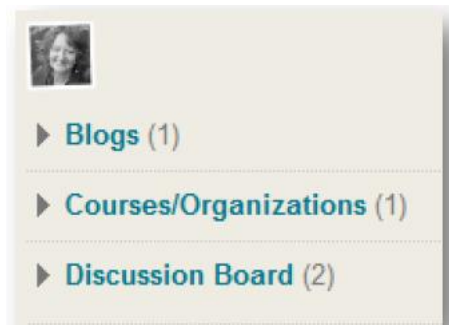 Blogs (1)
Courses/Organizations (1)
Discussion Board (2)